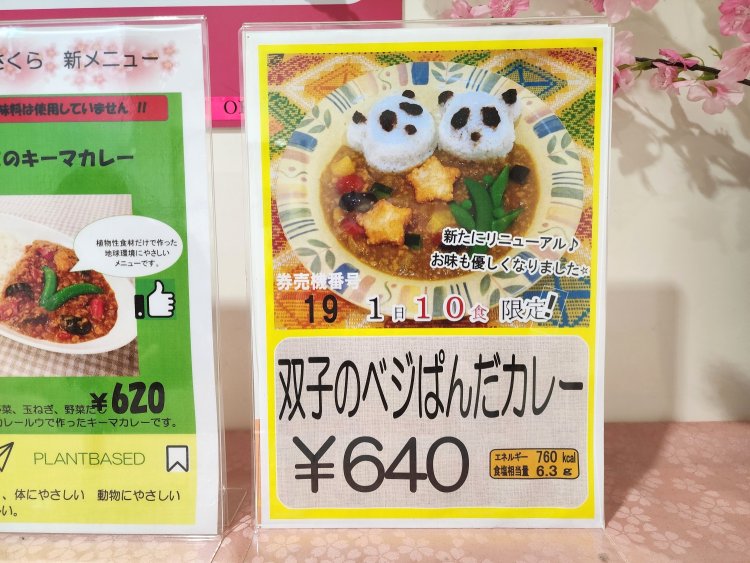 さくら 新メニュー
味料は使用していません !!
のキーマカレー
植物性食材だけで作った
地球環境にやさしい
メニューです。
¥620
菜、玉ねぎ、野菜だし
カレールウで作ったキーマカレーです。
PLANTBASED
、体にやさしい 動物にやさしい
い。
新たにリニューアル♪
お味も優しくなりました☆
券売機番号
19 1日10食 限定!
双子のベジぱんだカレー
¥640
エネルギー 760 kcal
食塩相当量 6.3 g